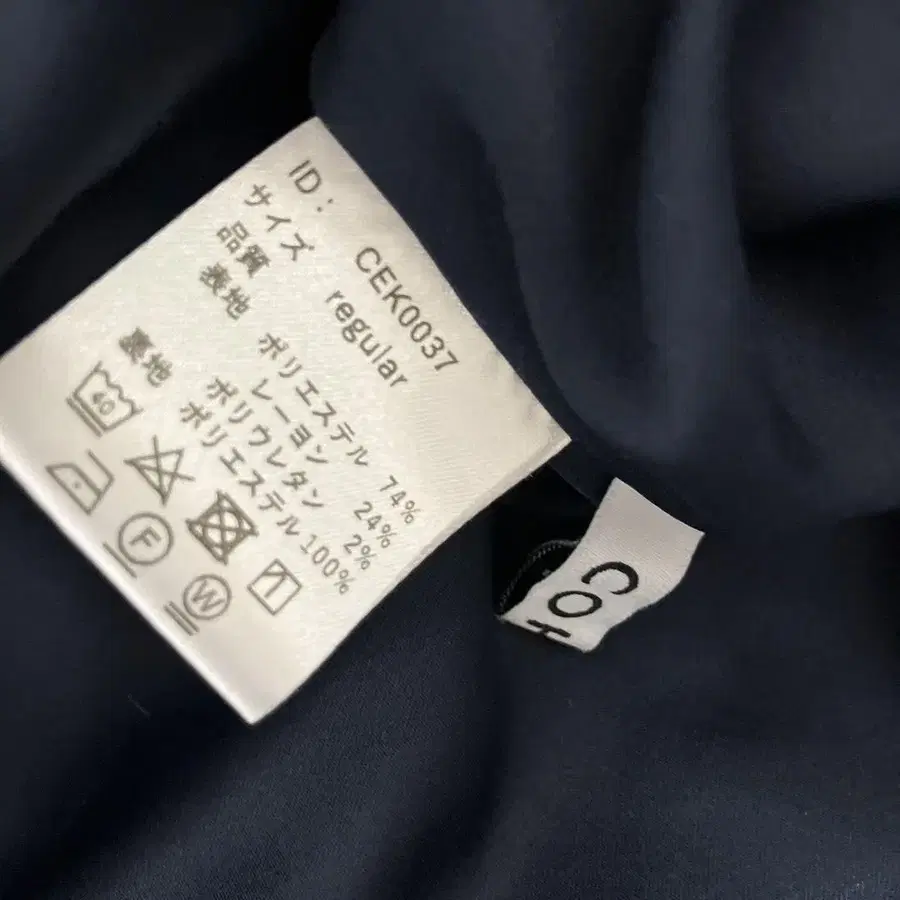 ID： CEK0037
サイズ regular
品質
表地 ポリエステル 74%
レーヨン 24%
ポリウレタン 2%
裏地 ポリエステル 100%
40
F
W
CO